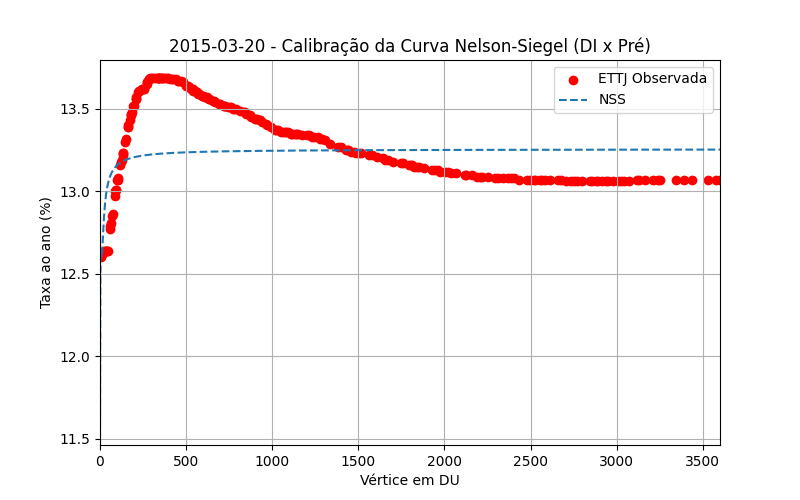 2015-03-20 - Calibração da Curva Nelson-Siegel (DI x Pré)
ETTJ Observada
NSS
Taxa ao ano (%)
13.5
13.0
12.5
12.0
11.5
0 500 1000 1500 2000 2500 3000 3500
Vértice em DU